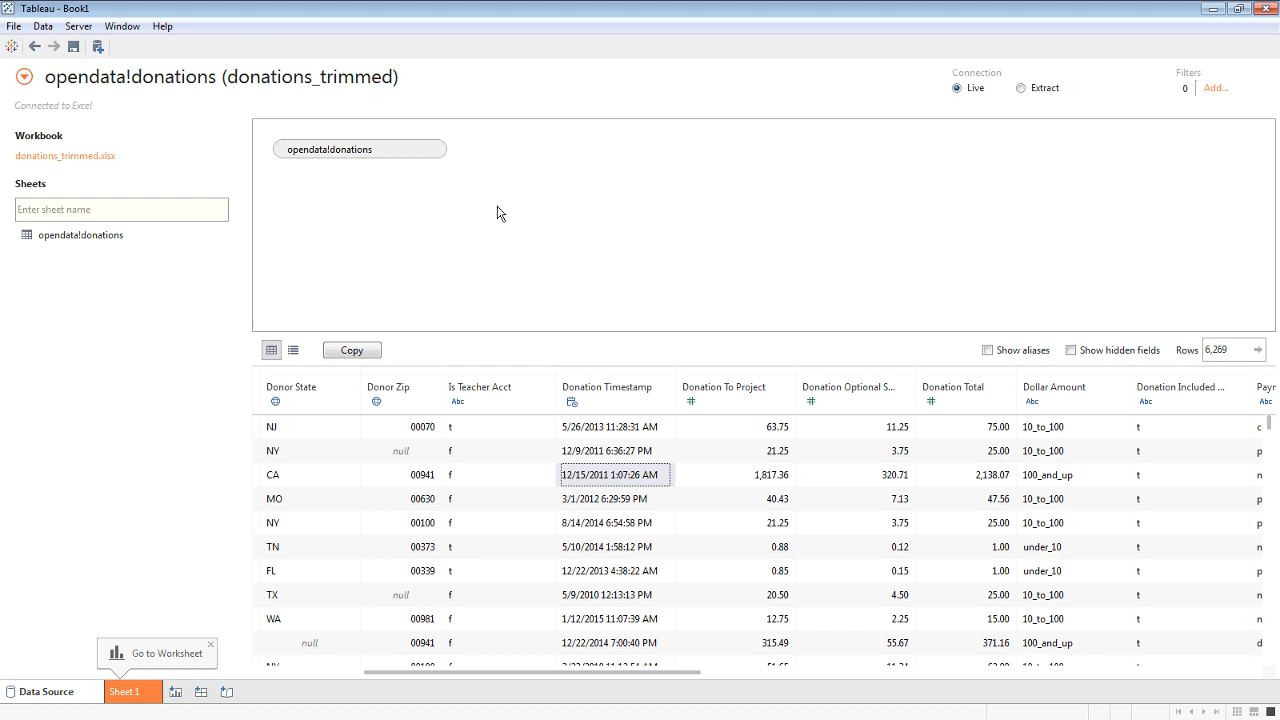 Tableau - Book1
File Data Server Window Help
opendata!donations (donations_trimmed)
Connected to Excel
Connection
Live Extract
Filters
0 Add...
Workbook
donations_trimmed.xlsx
Sheets
Enter sheet name
opendata!donations
opendata!donations
Copy
Show aliases Show hidden fields Rows 6,269
Donor State Donor Zip Is Teacher Acct Donation Timestamp Donation To Project Donation Optional S... Donation Total Dollar Amount Donation Included ... Payr
Abc Abc Abc Abc
NJ 00070 t 5/26/2013 11:28:31 AM 63.75 11.25 75.00 10_to_100 t c
NY null f 12/9/2011 6:36:27 PM 21.25 3.75 25.00 10_to_100 t p
CA 00941 f 12/15/2011 1:07:26 AM 1,817.36 320.71 2,138.07 100_and_up t n
MO 00630 f 3/1/2012 6:29:59 PM 40.43 7.13 47.56 10_to_100 t p
NY 00100 f 8/14/2014 6:54:58 PM 21.25 3.75 25.00 10_to_100 t p
TN 00373 t 5/10/2014 1:58:12 PM 0.88 0.12 1.00 under_10 t n
FL 00339 t 12/22/2013 4:38:22 AM 0.85 0.15 1.00 under_10 t p
TX null f 5/9/2010 12:13:13 PM 20.50 4.50 25.00 10_to_100 t n
WA 00981 f 1/12/2015 11:07:39 AM 12.75 2.25 15.00 10_to_100 t n
null 00941 f 12/22/2014 7:00:40 PM 315.49 55.67 371.16 100_and_up t d
Go to Worksheet
Data Source Sheet 1